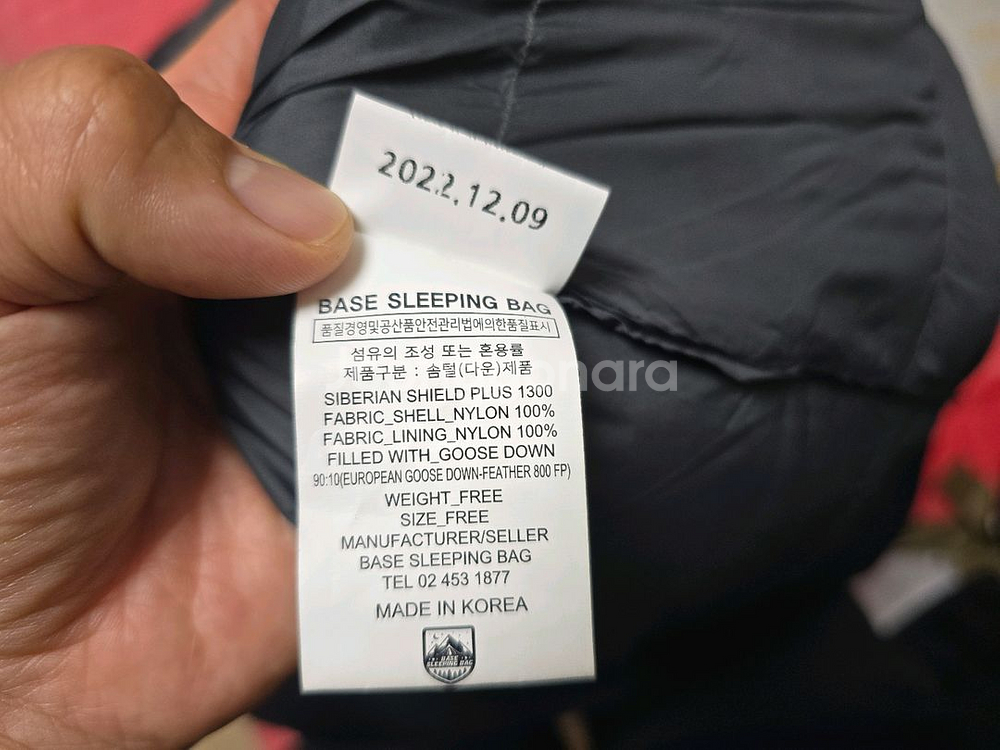 2022.12.09
BASE SLEEPING BAG
품질경영및공산품안전관리법에의한품질표시
섬유의 조성 또는 혼용률
제품구분 : 솜털(다운)제품
SIBERIAN SHIELD PLUS 1300
FABRIC_SHELL_NYLON 100%
FABRIC_LINING_NYLON 100%
FILLED WITH_GOOSE DOWN
90:10(EUROPEAN GOOSE DOWN-FEATHER 800 FP)
WEIGHT_FREE
SIZE_FREE
MANUFACTURER/SELLER
BASE SLEEPING BAG
TEL 02 453 1877
MADE IN KOREA
BASE
SLEEPING BAG